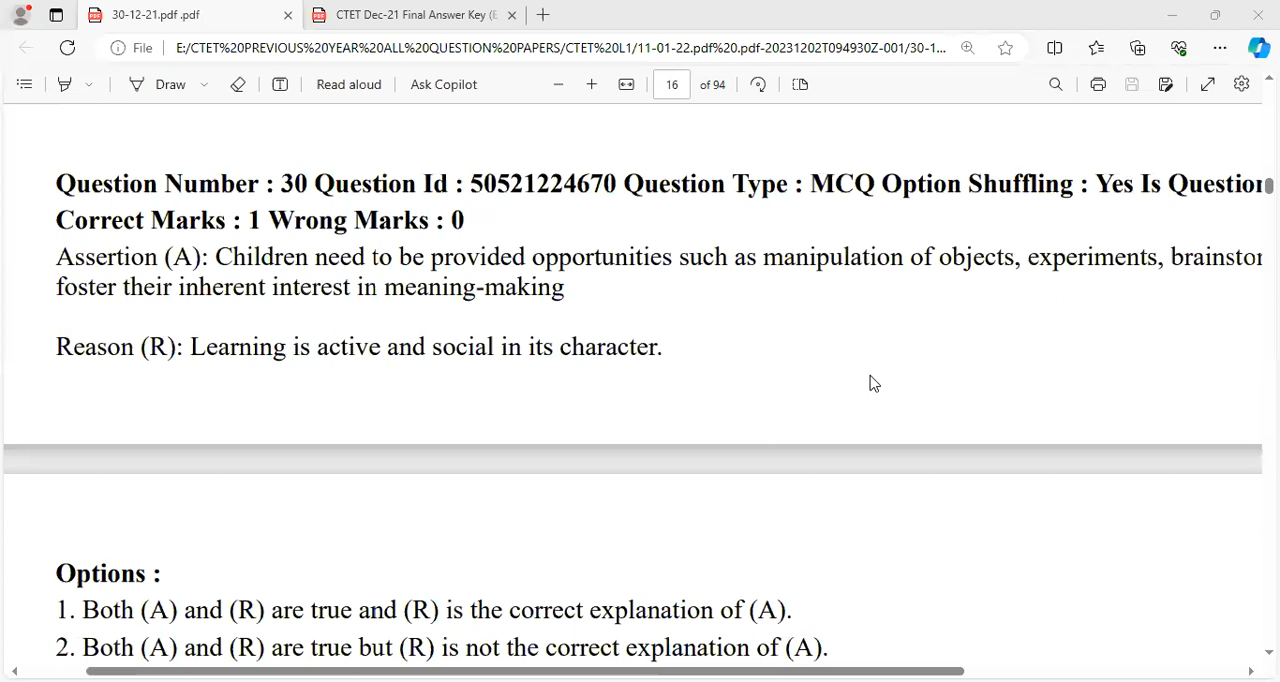 30-12-21.pdf .pdf
CTET Dec-21 Final Answer Key (E
File
E:/CTET%20PREVIOUS%20YEAR%20ALL%20QUESTION%20PAPERS/CTET%20L1/11-01-22.pdf%20.pdf-20231202T094930Z-001/30-1...
Draw
Read aloud
Ask Copilot
16 of 94
Question Number : 30 Question Id : 50521224670 Question Type : MCQ Option Shuffling : Yes Is Question
Correct Marks : 1 Wrong Marks : 0
Assertion (A): Children need to be provided opportunities such as manipulation of objects, experiments, brainstor
foster their inherent interest in meaning-making
Reason (R): Learning is active and social in its character.
Options :
1. Both (A) and (R) are true and (R) is the correct explanation of (A).
2. Both (A) and (R) are true but (R) is not the correct explanation of (A).